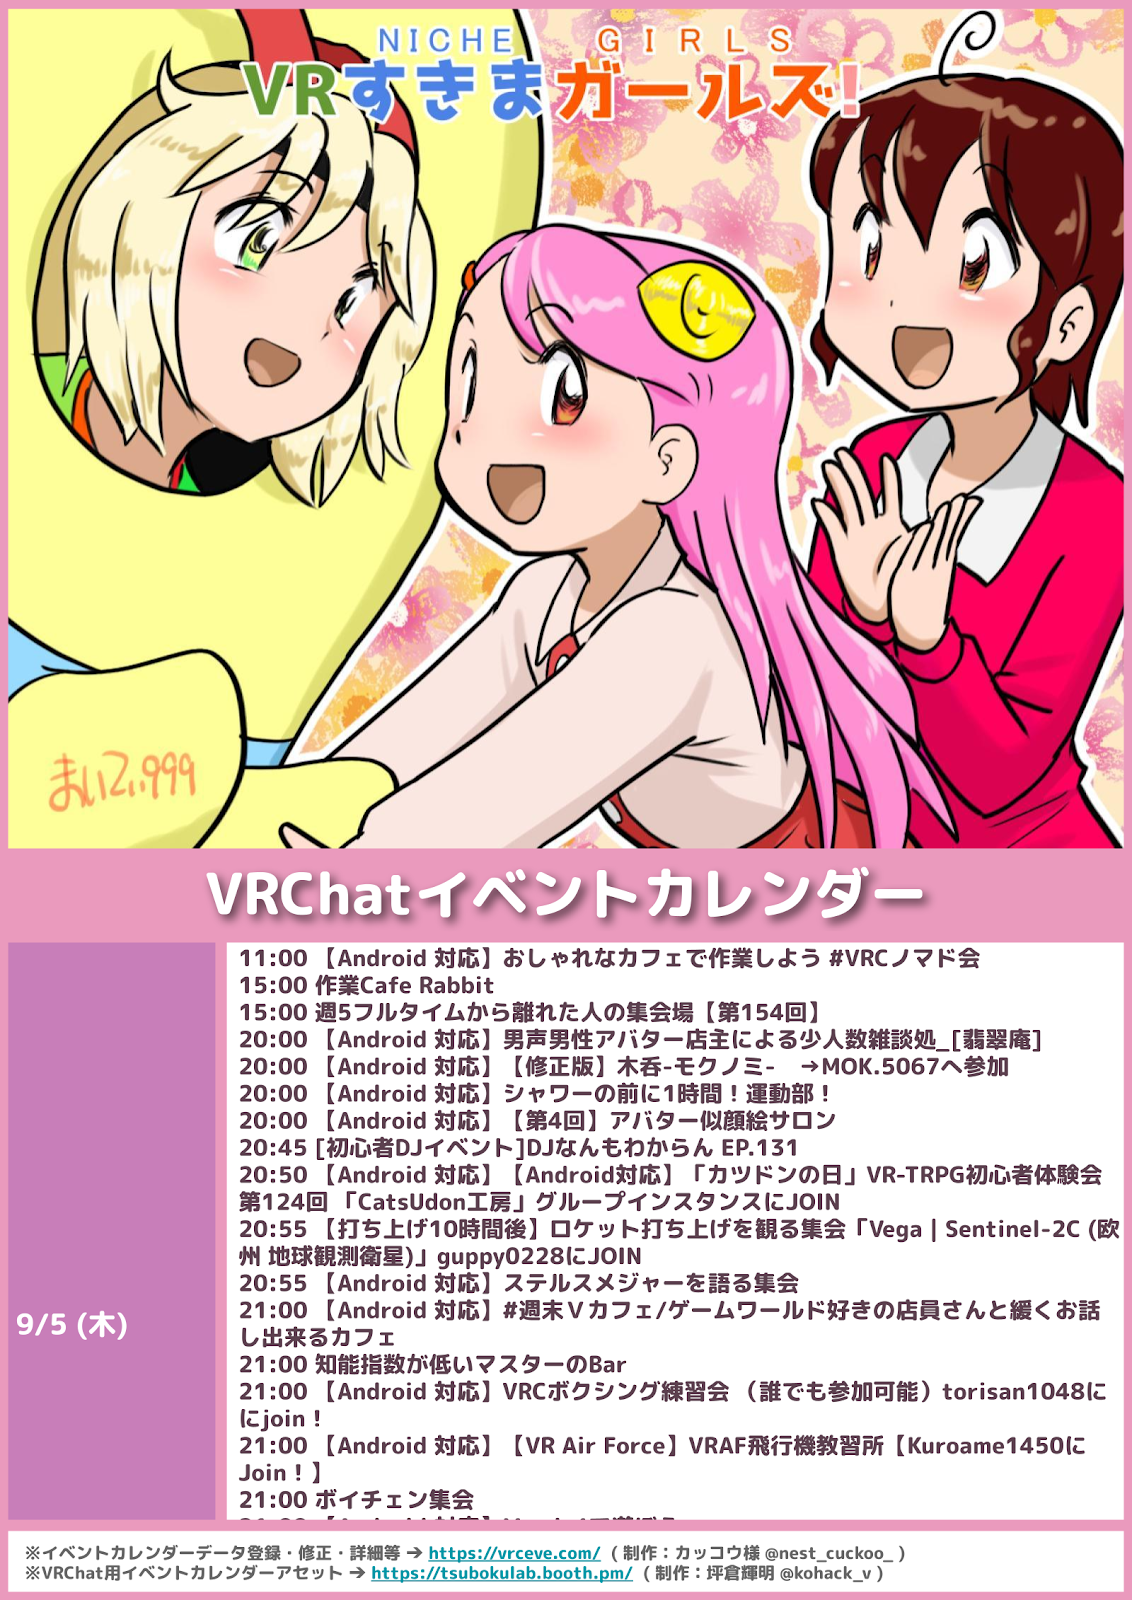 NICHE GIRLS
VRすきまガールズ!
まいてぃ999
VRChatイベントカレンダー
9/5 (木)
11:00 【Android 対応】おしゃれなカフェで作業しよう #VRCノマド会
15:00 作業Cafe Rabbit
15:00 週5フルタイムから離れた人の集会場【第154回】
20:00 【Android 対応】男声男性アバター店主による少人数雑談処_[翡翠庵]
20:00 【Android 対応】【修正版】木呑-モクノミ-　→MOK.5067へ参加
20:00 【Android 対応】シャワーの前に1時間！運動部！
20:00 【Android 対応】【第4回】アバター似顔絵サロン
20:45 [初心者DJイベント]DJなんもわからん EP.131
20:50 【Android 対応】【Android対応】「カツドンの日」VR-TRPG初心者体験会
第124回 「CatsUdon工房」グループインスタンスにJOIN
20:55 【打ち上げ10時間後】ロケット打ち上げを観る集会「Vega | Sentinel-2C (欧
州 地球観測衛星)」guppy0228にJOIN
20:55 【Android 対応】ステルスメジャーを語る集会
21:00 【Android 対応】#週末Ｖカフェ/ゲームワールド好きの店員さんと緩くお話
し出来るカフェ
21:00 知能指数が低いマスターのBar
21:00 【Android 対応】VRCボクシング練習会 （誰でも参加可能）torisan1048に
にjoin！
21:00 【Android 対応】【VR Air Force】VRAF飛行機教習所【Kuroame1450に
Join！】
21:00 ボイチェン集会
※イベントカレンダーデータ登録・修正・詳細等 ➔ https://vrceve.com/ ( 制作：カッコウ様 @nest_cuckoo_ )
※VRChat用イベントカレンダーアセット ➔ https://tsubokulab.booth.pm/ ( 制作：坪倉輝明 @kohack_v )